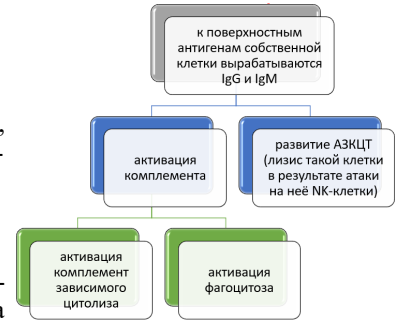 к поверхностным
антигенам собственной
клетки вырабатываются
IgG и IgM
,
-
активация
комплемента
развитие АЗКЦТ
(лизис такой клетки
в результате атаки
на неё NK-клетки)
активация
комплемент
зависимого
цитолиза
активация
фагоцитоза
-
а